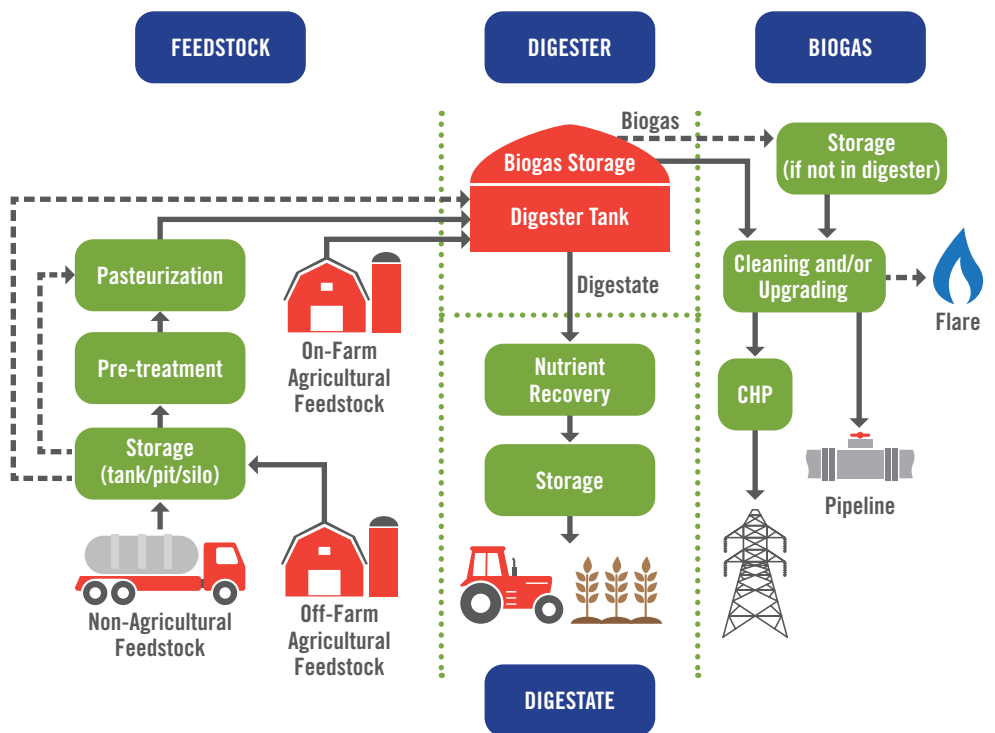 FEEDSTOCK
DIGESTER
BIOGAS
Biogas
Storage
(if not in digester)
Biogas Storage
Digester Tank
Pasteurization
Cleaning and/or
Upgrading
Digestate
Flare
On-Farm
Agricultural
Feedstock
Pre-treatment
Nutrient
Recovery
CHP
Storage
(tank/pit/silo)
Storage
Pipeline
Non-Agricultural
Feedstock
Off-Farm
Agricultural
Feedstock
DIGESTATE